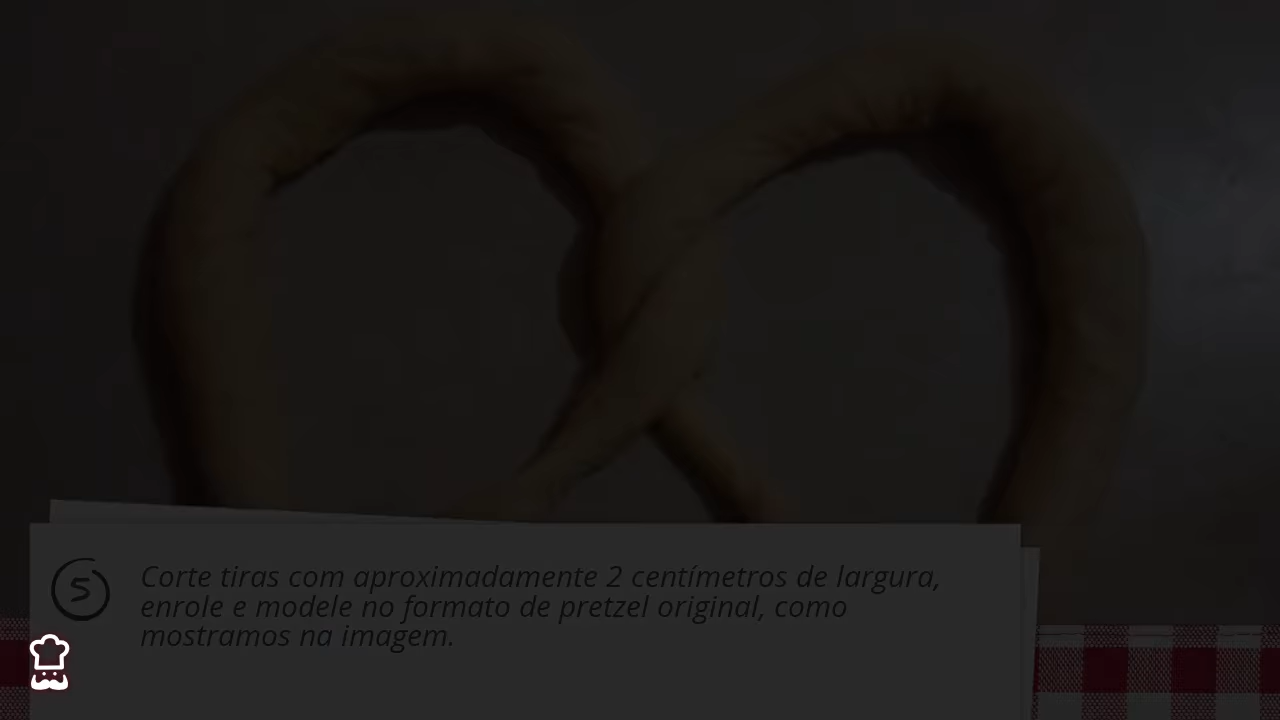 5
Corte tiras com aproximadamente 2 centímetros de largura,
enrole e modele no formato de pretzel original, como
mostramos na imagem.